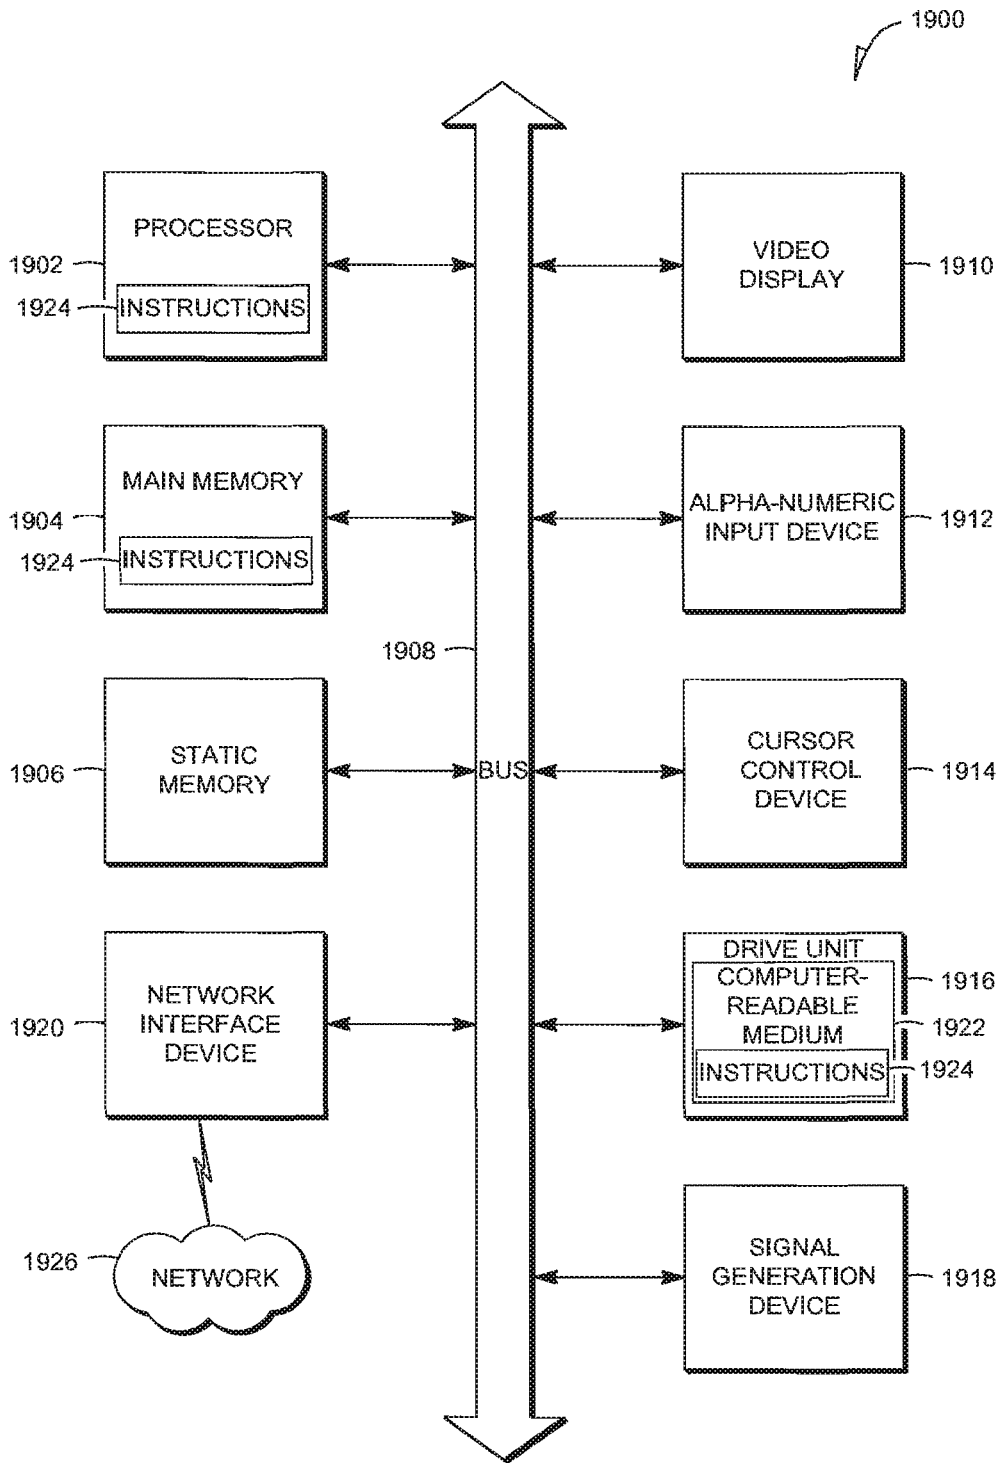 1900
PROCESSOR
1902
1924
INSTRUCTIONS
VIDEO
DISPLAY
1910
MAIN MEMORY
1904
1924
INSTRUCTIONS
ALPHA-NUMERIC
INPUT DEVICE
1912
1908
STATIC
MEMORY
1906
BUS
CURSOR
CONTROL
DEVICE
1914
NETWORK
INTERFACE
DEVICE
1920
DRIVE UNIT
COMPUTER-
READABLE
MEDIUM
INSTRUCTIONS
1916
1922
1924
1926
NETWORK
SIGNAL
GENERATION
DEVICE
1918